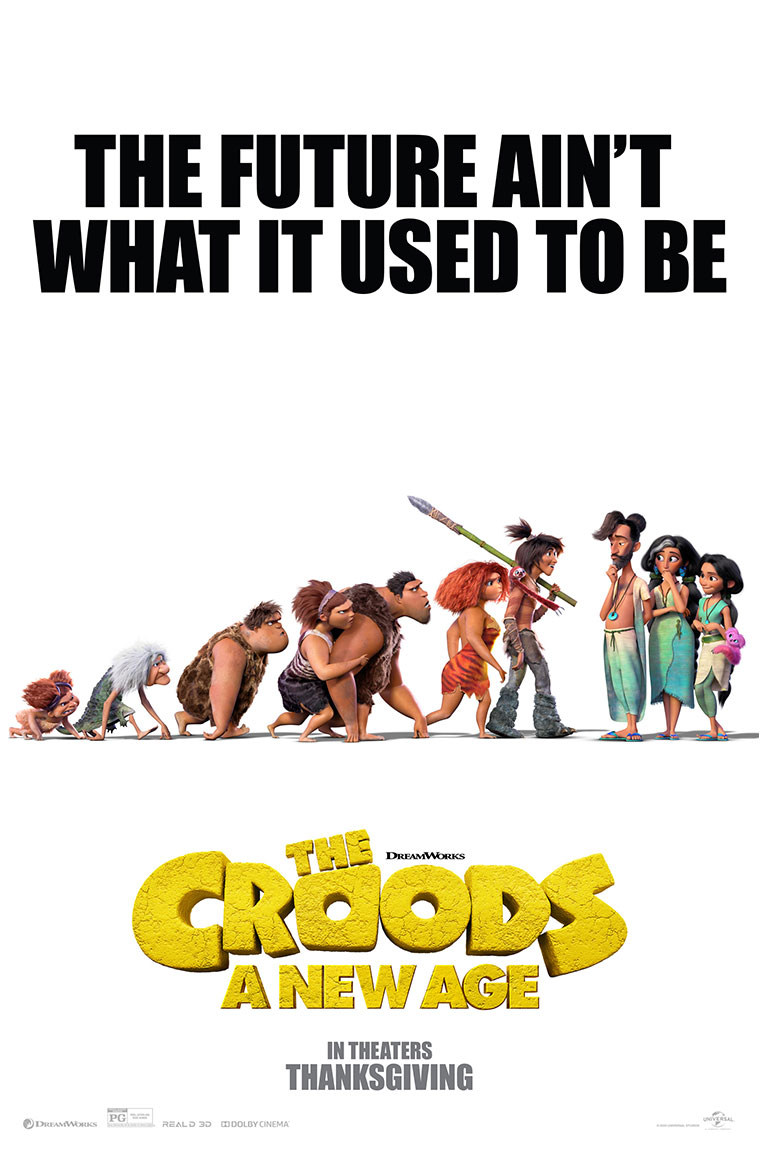 THE FUTURE AIN'T
WHAT IT USED TO BE
THE
DREAMWORKS
CROODS
A NEW AGE
IN THEATERS
THANKSGIVING
DREAMWORKS
PG
REAL D 3D
DOLBY CINEMA
UNIVERSAL